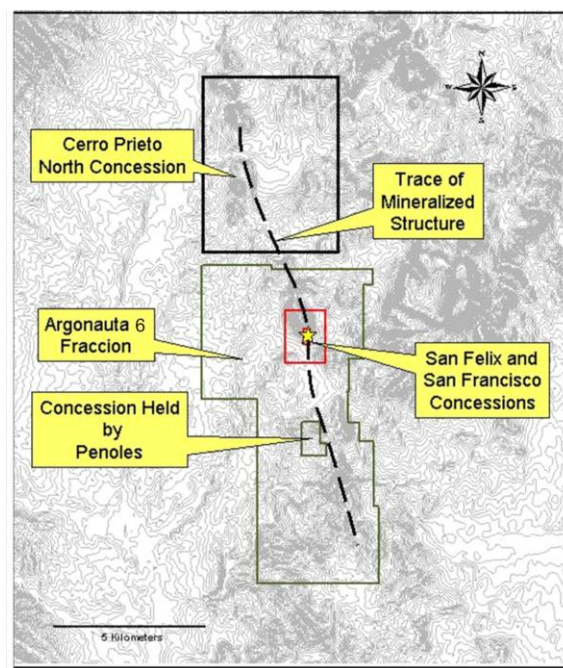 N
W
E
S
Cerro Prieto
North Concession
Trace of
Mineralized
Structure
Argonauta 6
Fraccion
San Felix and
San Francisco
Concessions
Concession Held
by
Penoles
5 Kilometers